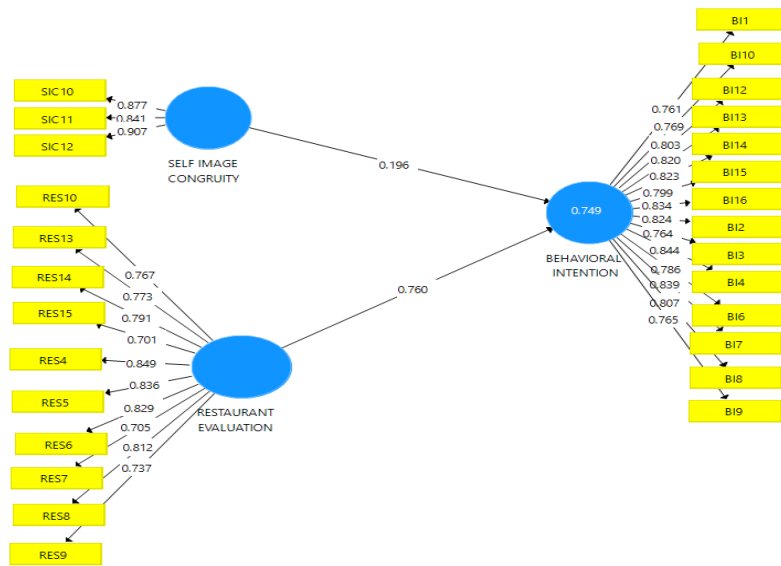 SIC10
SIC11
SIC12
0.877
0.841
0.907
SELF IMAGE
CONGRUITY
0.196
RES10
RES13
RES14
RES15
RES4
RES5
RES6
RES7
RES8
RES9
0.767
0.773
0.791
0.701
0.849
0.836
0.829
0.705
0.812
0.737
RESTAURANT
EVALUATION
0.760
0.749
BEHAVIORAL
INTENTION
0.761
0.769
0.803
0.820
0.823
0.799
0.834
0.824
0.764
0.844
0.786
0.839
0.807
0.765
BI1
BI10
BI12
BI13
BI14
BI15
BI16
BI2
BI3
BI4
BI6
BI7
BI8
BI9